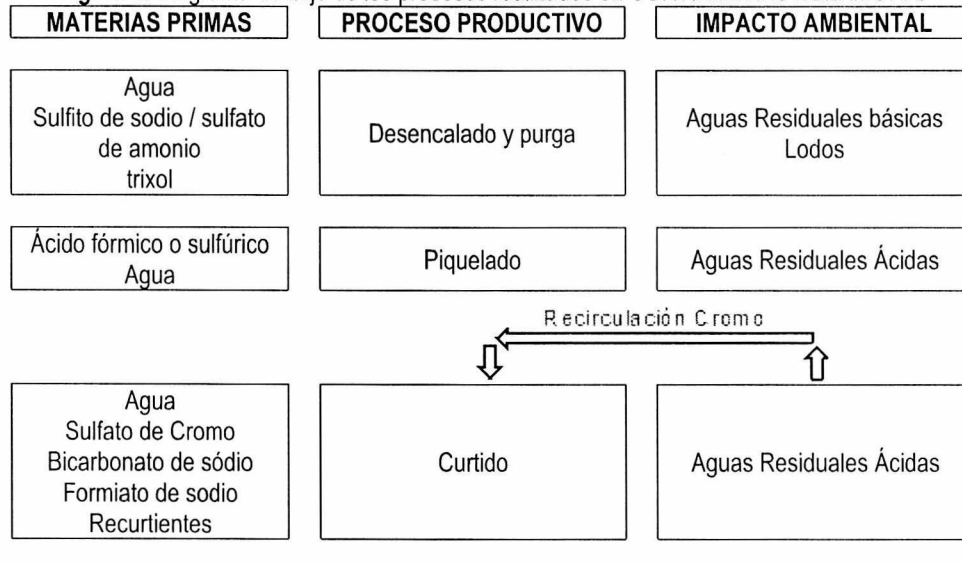 MATERIAS PRIMAS
PROCESO PRODUCTIVO
IMPACTO AMBIENTAL
Agua
Sulfito de sodio / sulfato
de amonio
trixol
Desencalado y purga
Aguas Residuales básicas
Lodos
Ácido fórmico o sulfúrico
Agua
Piquelado
Aguas Residuales Ácidas
Recirculación Cromo
Agua
Sulfato de Cromo
Bicarbonato de sódio
Formiato de sodio
Recurtientes
Curtido
Aguas Residuales Ácidas